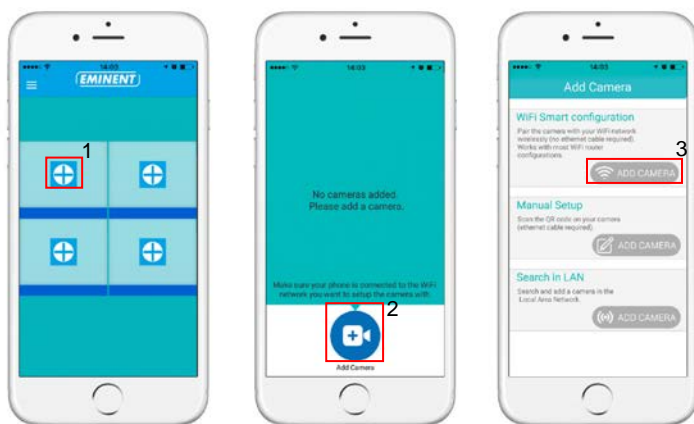 14:03
EMINENT
1
14:03
No cameras added.
Please add a camera.
Make sure your phone is connected to the WiFi
network you want to setup the camera with.
2
Add Camera
14:03
Add Camera
WiFi Smart configuration
Pair the camera with your WiFi network
wirelessly (no ethernet cable required).
Works with most WiFi router
configurations.
3
ADD CAMERA
Manual Setup
Scan the QR code on your camera
(ethernet cable required).
ADD CAMERA
Search in LAN
Search and add a camera in the
Local Area Network.
ADD CAMERA